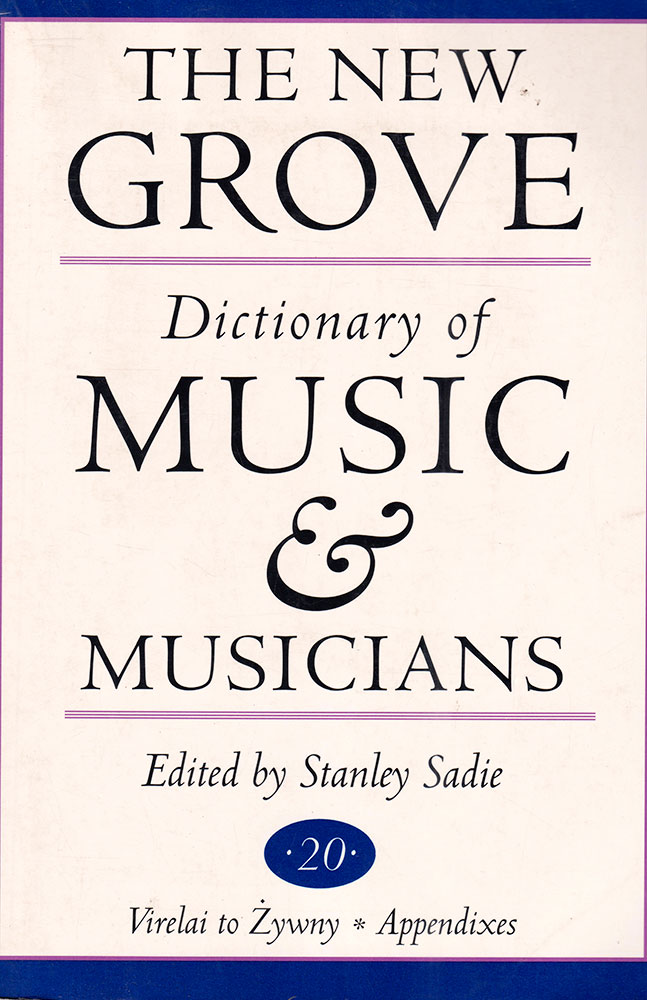 THE NEW
GROVE
Dictionary of
MUSIC
&
MUSICIANS
Edited by Stanley Sadie
·20·
Virelai to Żywny * Appendixes